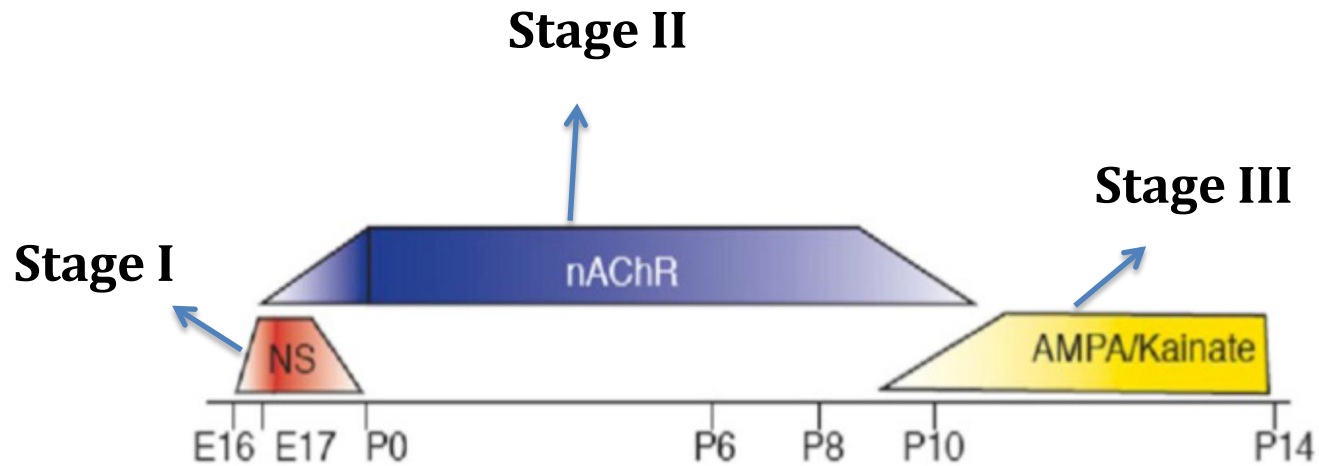 Stage II
Stage III
Stage I
nAChR
NS
AMPA/Kainate
E16 E17 P0 P6 P8 P10 P14